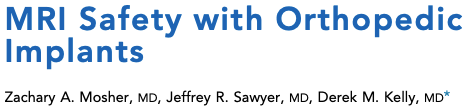 MRI Safety with Orthopedic
Implants
Zachary A. Mosher, MD, Jeffrey R. Sawyer, MD, Derek M. Kelly, MD*